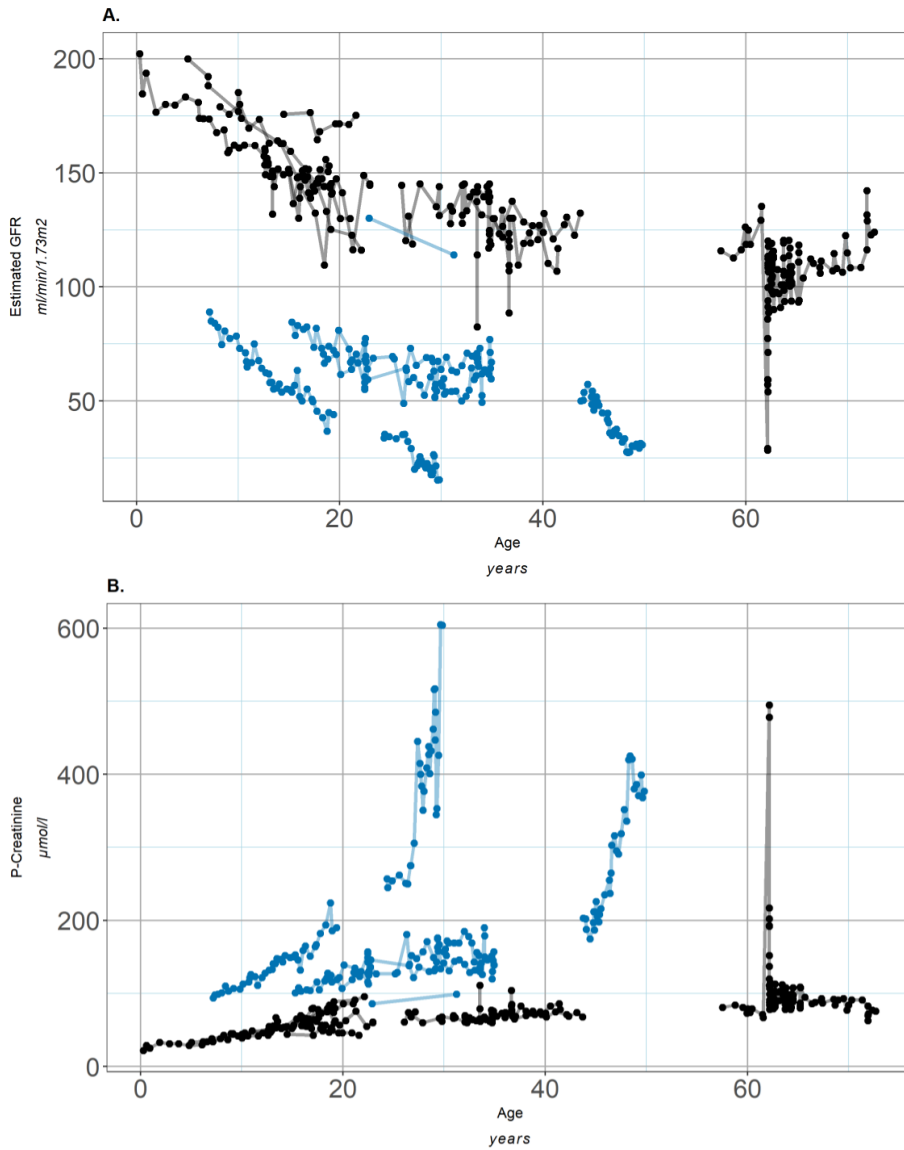 A.
200
150
100
50
Estimated GFR
ml/min/1.73m2
0 20 40 60
Age
years
B.
600
400
200
0
P-Creatinine
µmol/l
0 20 40 60
Age
years